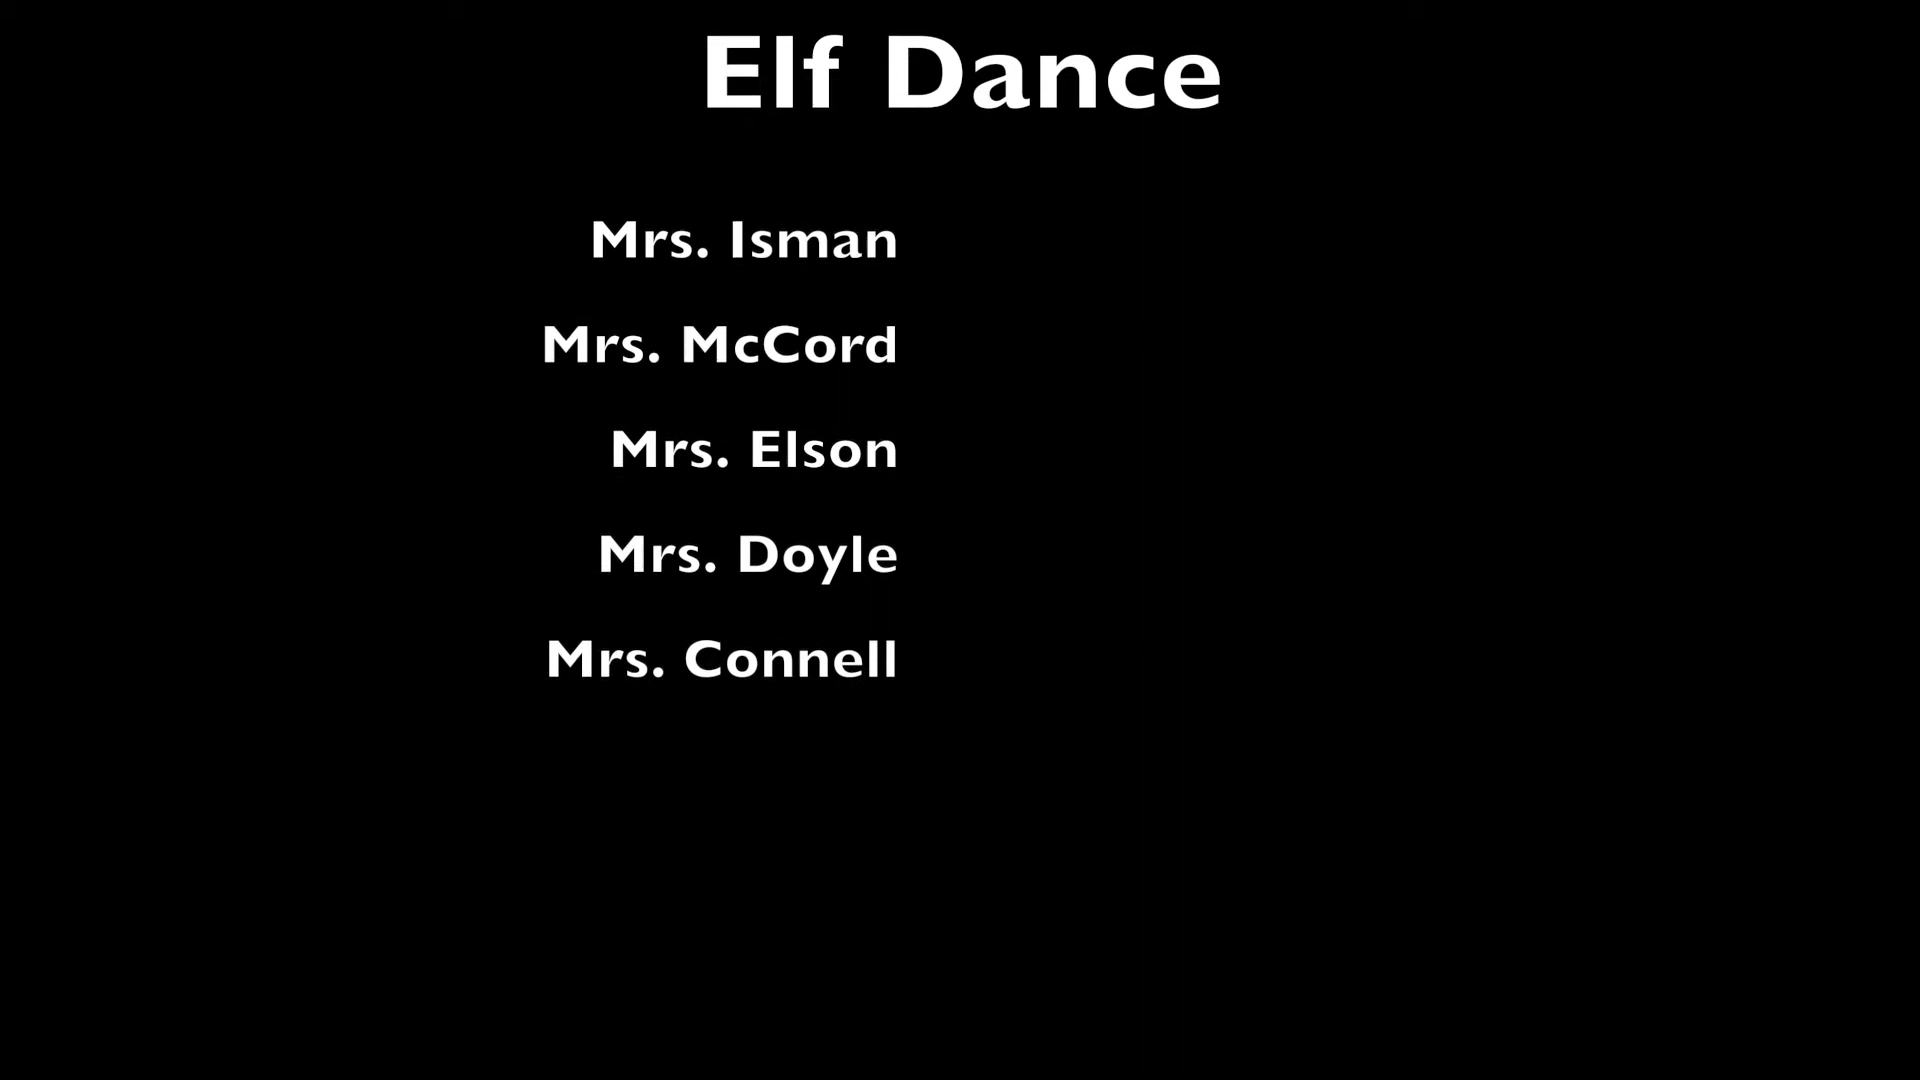 Elf Dance
Mrs. Isman
Mrs. McCord
Mrs. Elson
Mrs. Doyle
Mrs. Connell